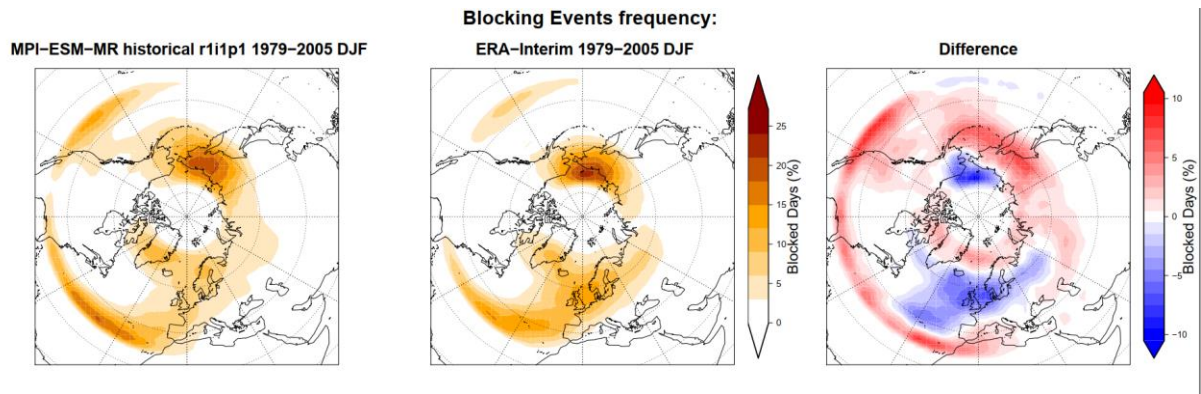 Blocking Events frequency:
MPI−ESM−MR historical r1i1p1 1979−2005 DJF
ERA−Interim 1979−2005 DJF
Difference
25
20
15
10
5
0
Blocked Days (%)
10
5
0
−5
−10
Blocked Days (%)